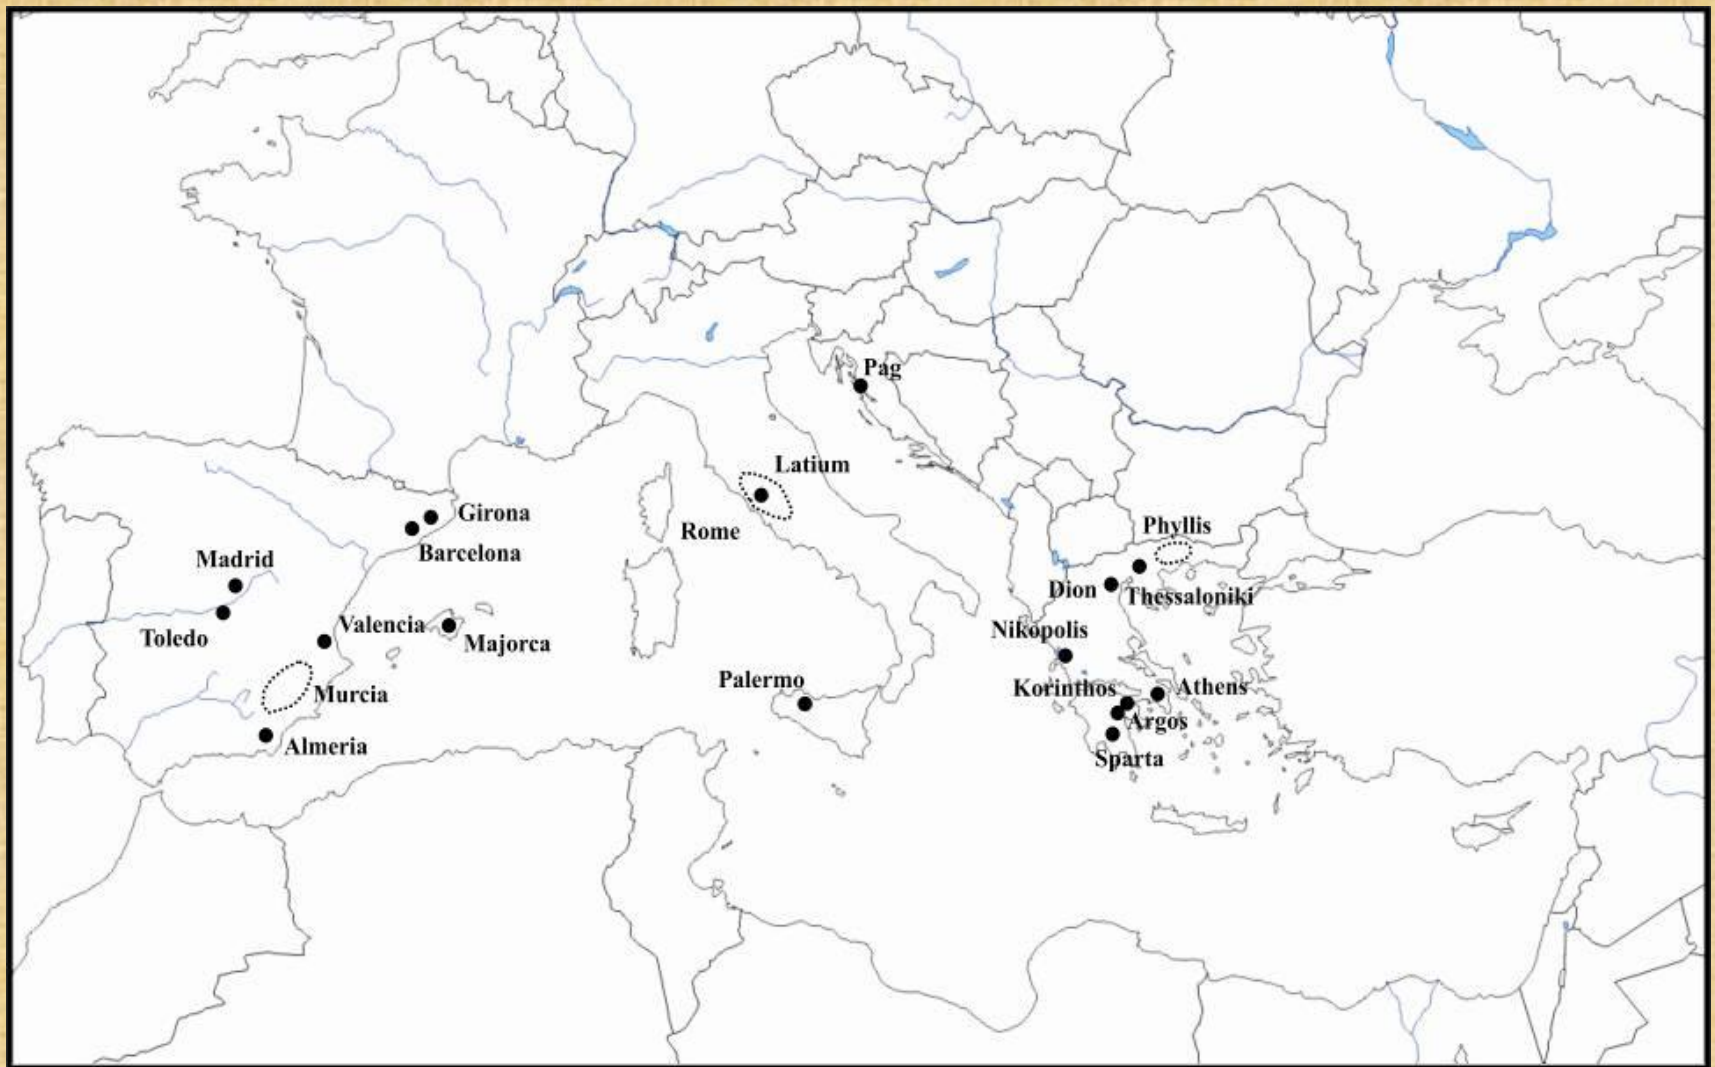 Pag
Latium
Girona
Rome
Phyllis
Barcelona
Madrid
Dion
Thessaloniki
Valencia
Toledo
Majorca
Nikopolis
Palermo
Korinthos
Athens
Murcia
Argos
Almeria
Sparta